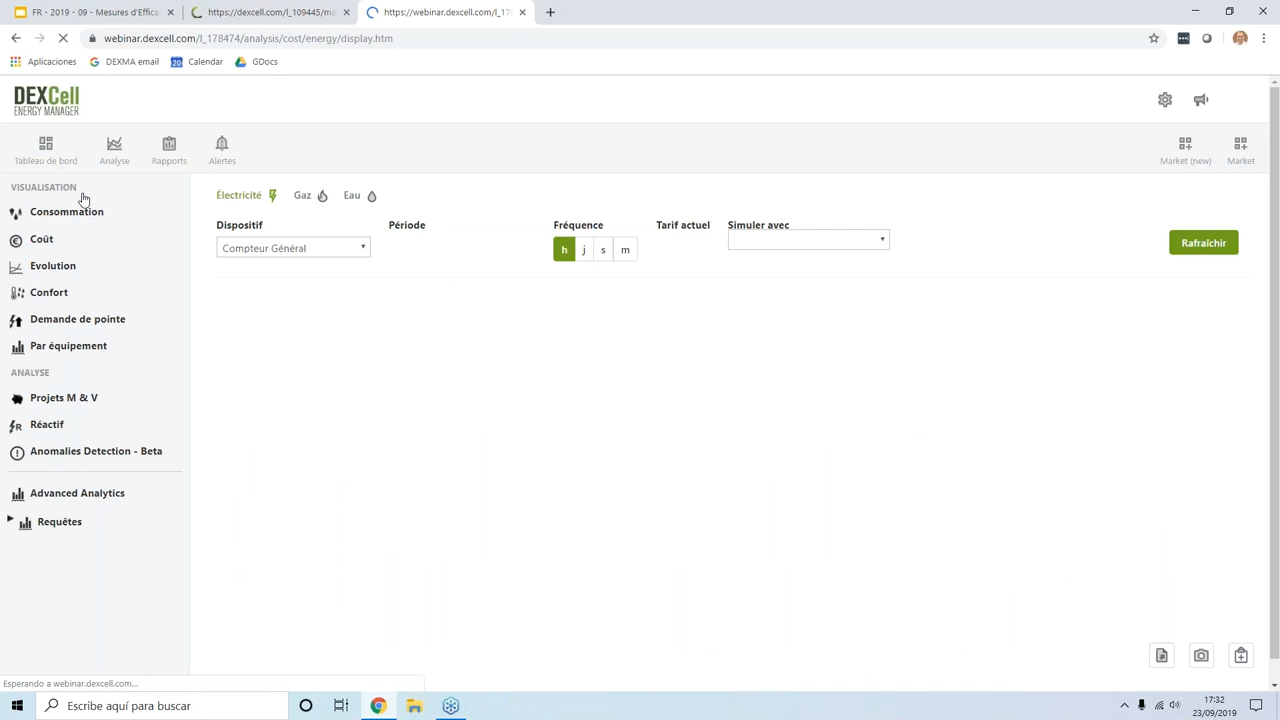 FR - 2019 - 09 - Mesures d'Effica
https://dexcell.com/l_109445/ma
https://webinar.dexcell.com/l_17
webinar.dexcell.com/l_178474/analysis/cost/energy/display.htm
Aplicaciones
DEXMA email
Calendar
GDocs
DEXCell
ENERGY MANAGER
Tableau de bord
Analyse
Rapports
Alertes
Market (new)
Market
VISUALISATION
Consommation
Coût
Evolution
Confort
Demande de pointe
Par équipement
ANALYSE
Projets M & V
Réactif
Anomalies Detection - Beta
Advanced Analytics
Requêtes
Électricité
Gaz
Eau
Dispositif
Période
Fréquence
Tarif actuel
Simuler avec
Compteur Général
h j s m
Rafraîchir
Esperando a webinar.dexcell.com...
Escribe aquí para buscar
17:32
23/09/2019